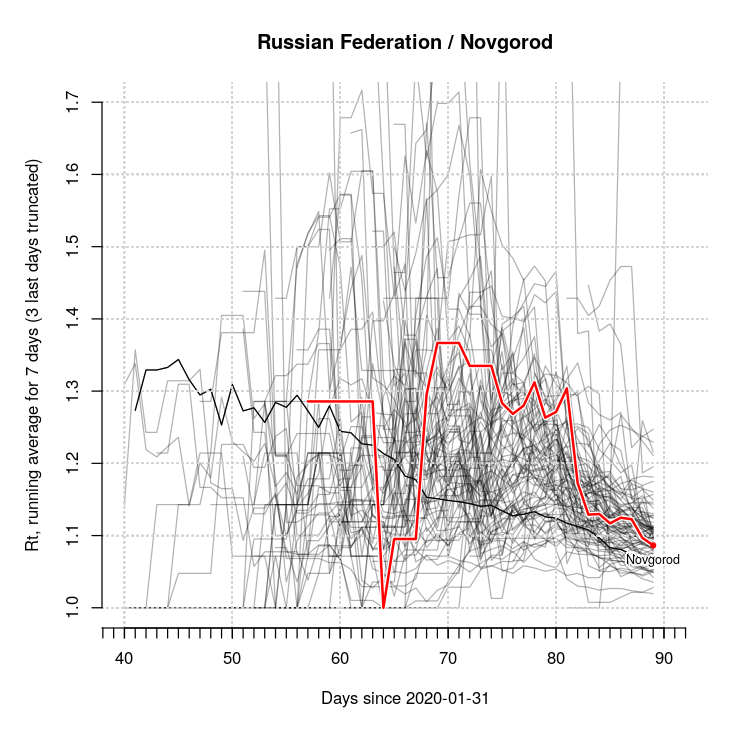 Russian Federation / Novgorod
Rt, running average for 7 days (3 last days truncated)
1.7
1.6
1.5
1.4
1.3
1.2
1.1
1.0
Novgorod
40 50 60 70 80 90
Days since 2020-01-31